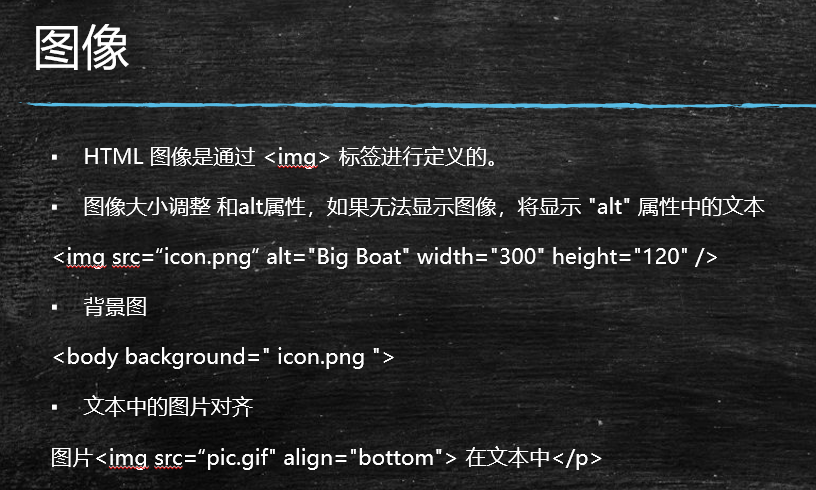 图像
▪ HTML 图像是通过 <img> 标签进行定义的。
▪ 图像大小调整 和alt属性，如果无法显示图像，将显示 "alt" 属性中的文本
<img src=“icon.png“ alt="Big Boat" width="300" height="120" />
▪ 背景图
<body background=" icon.png ">
▪ 文本中的图片对齐
图片<img src=“pic.gif" align="bottom"> 在文本中</p>